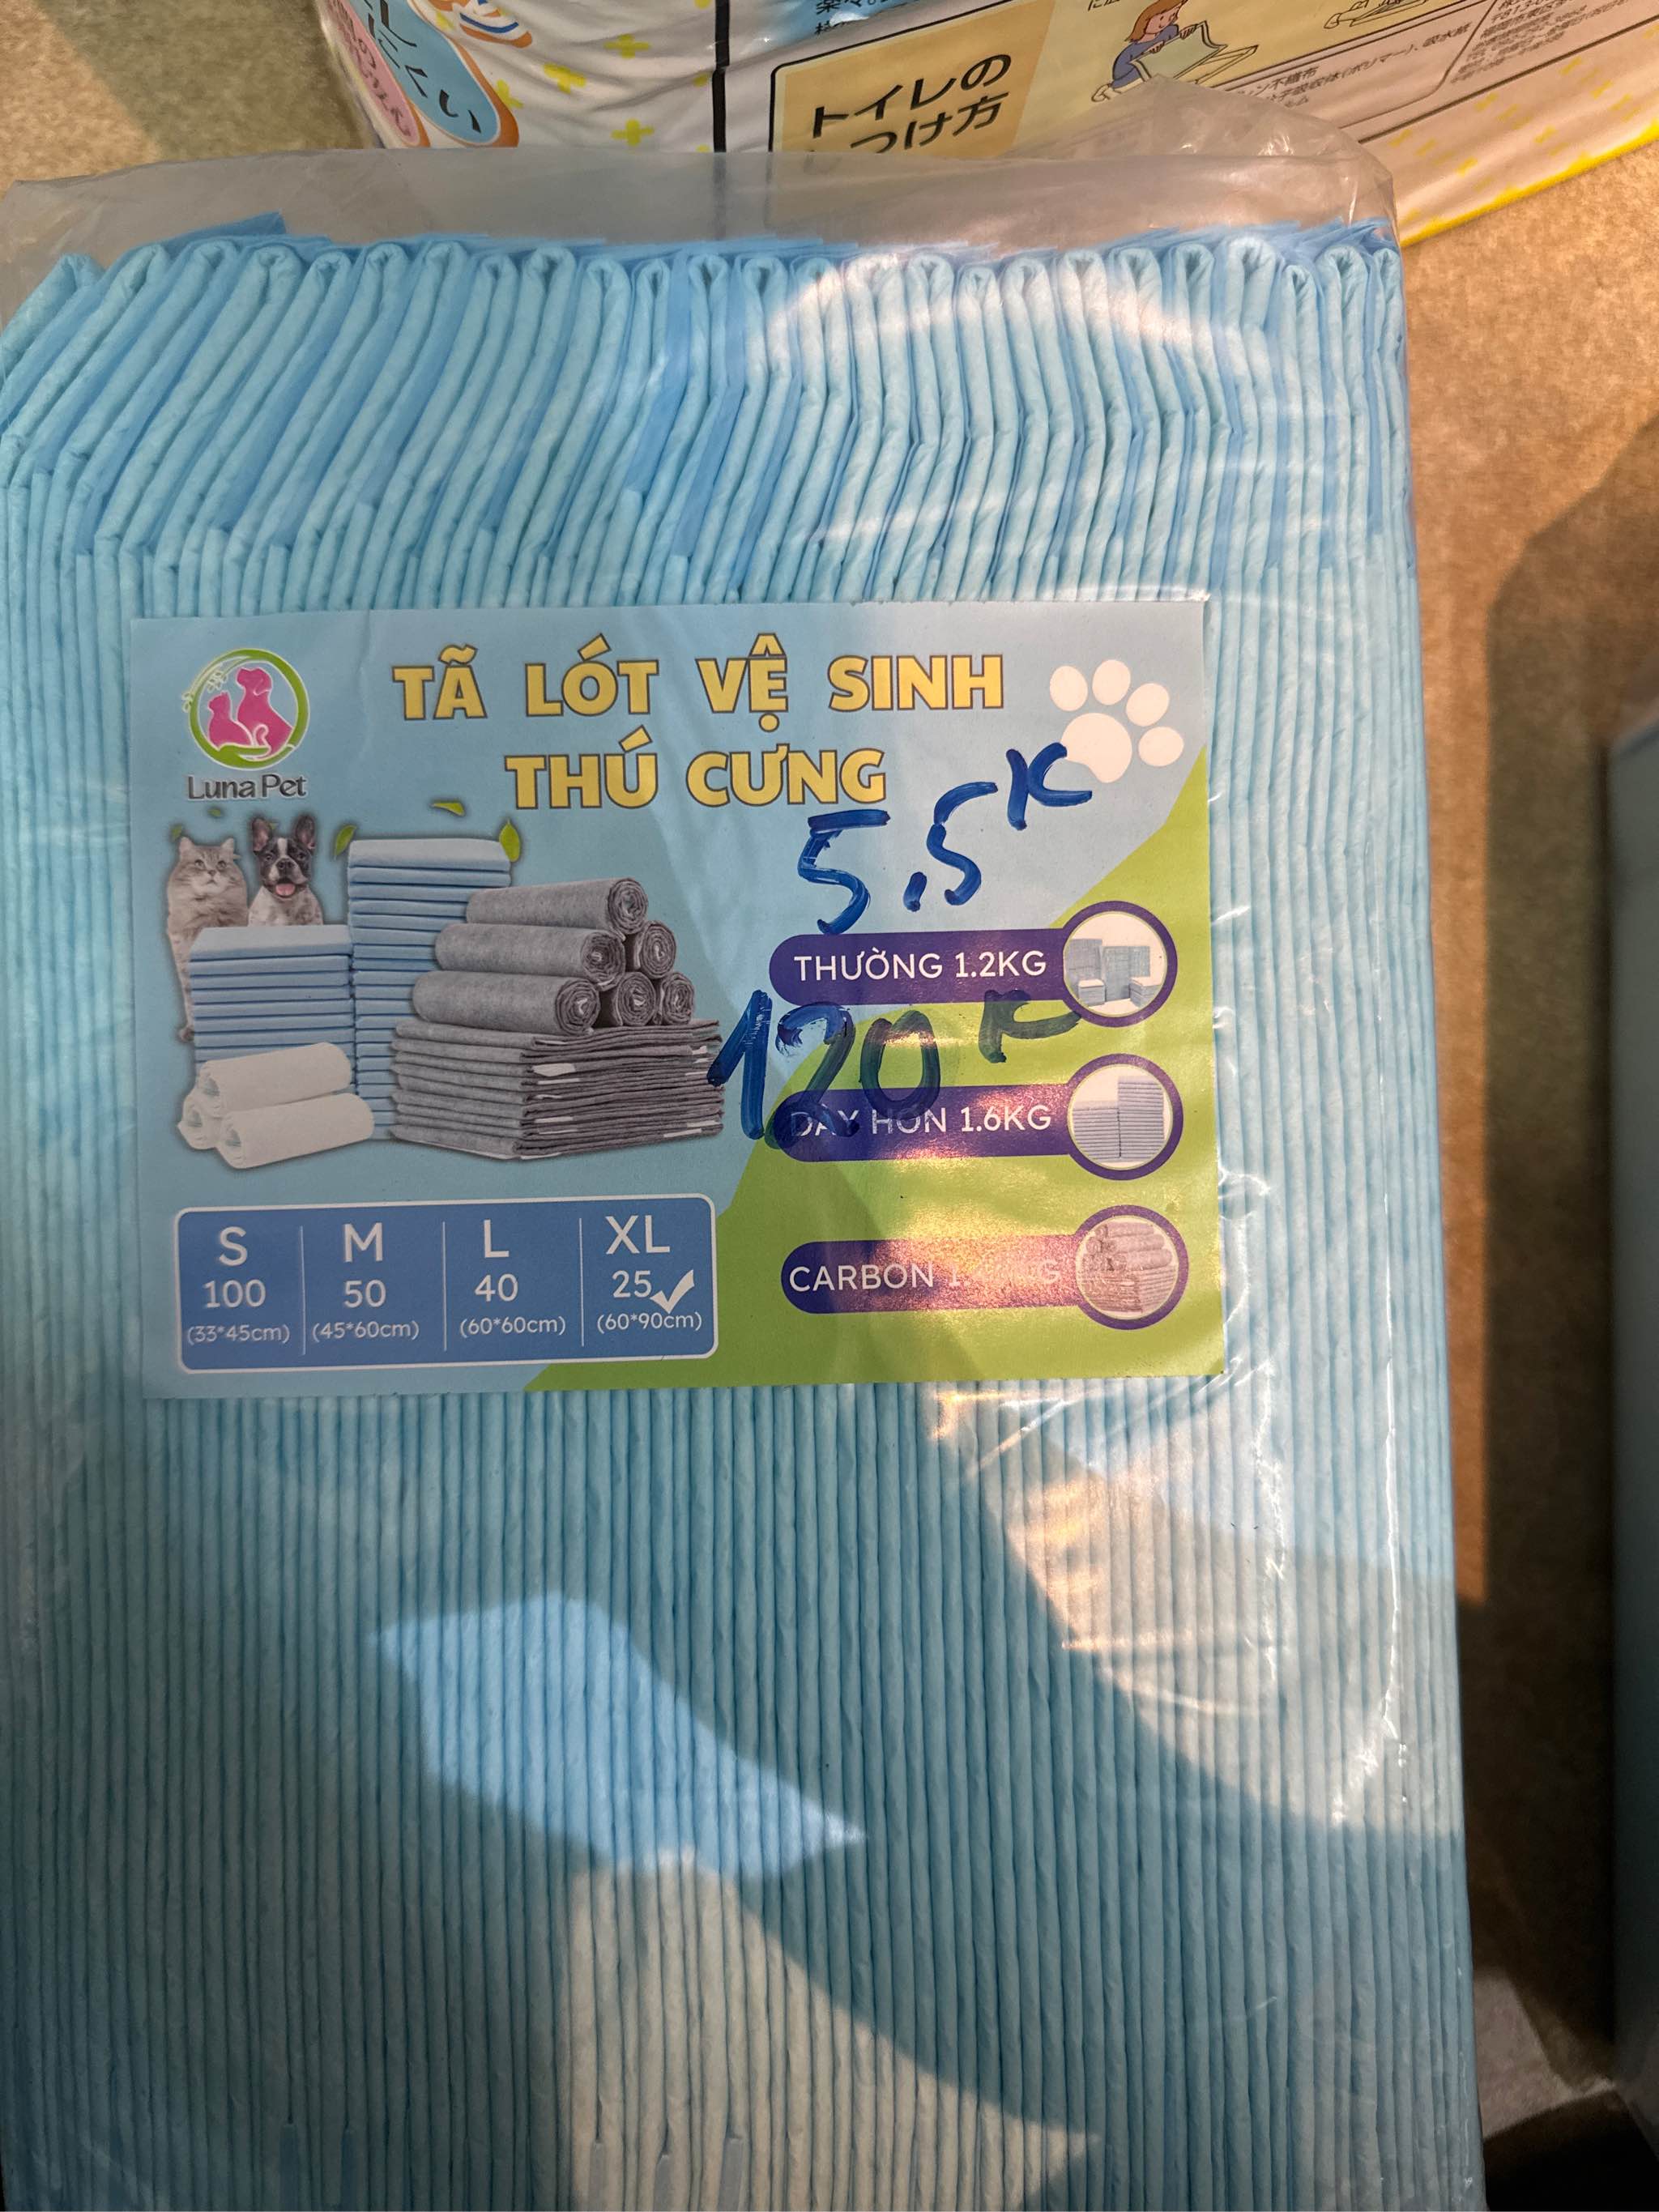 トイレの
つけ方
TÃ LÓT VỆ SINH
THÚ CƯNG
Luna Pet
5,5K
THƯỜNG 1.2KG
120K
DÀY HƠN 1.6KG
CARBON
S M L XL
100 50 40 25
(33*45cm) (45*60cm) (60*60cm) (60*90cm)